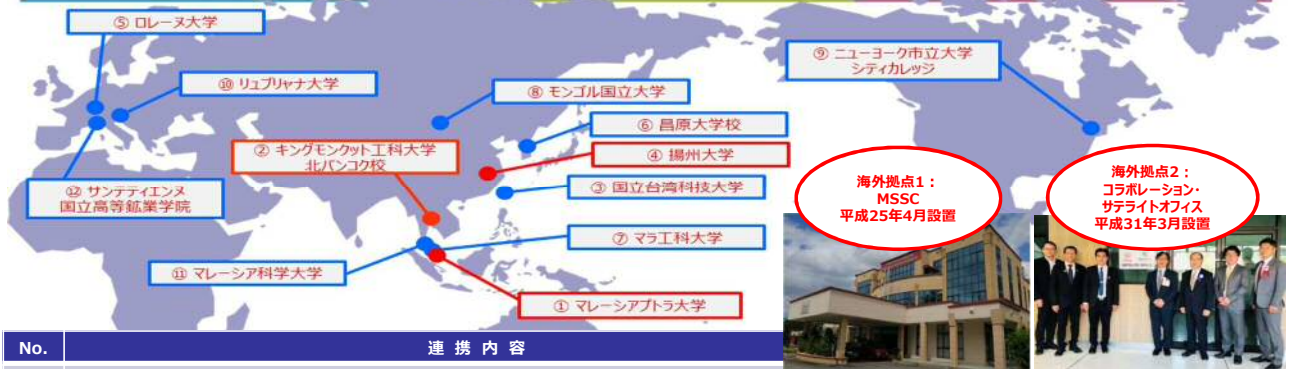 ⑤ ロレーヌ大学
⑨ ニューヨーク市立大学
シティカレッジ
⑩ リュブリャナ大学
⑧ モンゴル国立大学
⑥ 昌原大学校
② キングモンクット工科大学
北バンコク校
④ 揚州大学
⑫ サンテティエンヌ
国立高等鉱業学院
③ 国立台湾科技大学
⑦ マラ工科大学
⑪ マレーシア科学大学
① マレーシアプトラ大学
海外拠点1:
MSSC
平成25年4月設置
海外拠点2:
コラボレーション・
サテライトオフィス
平成31年3月設置
No. 連携内容